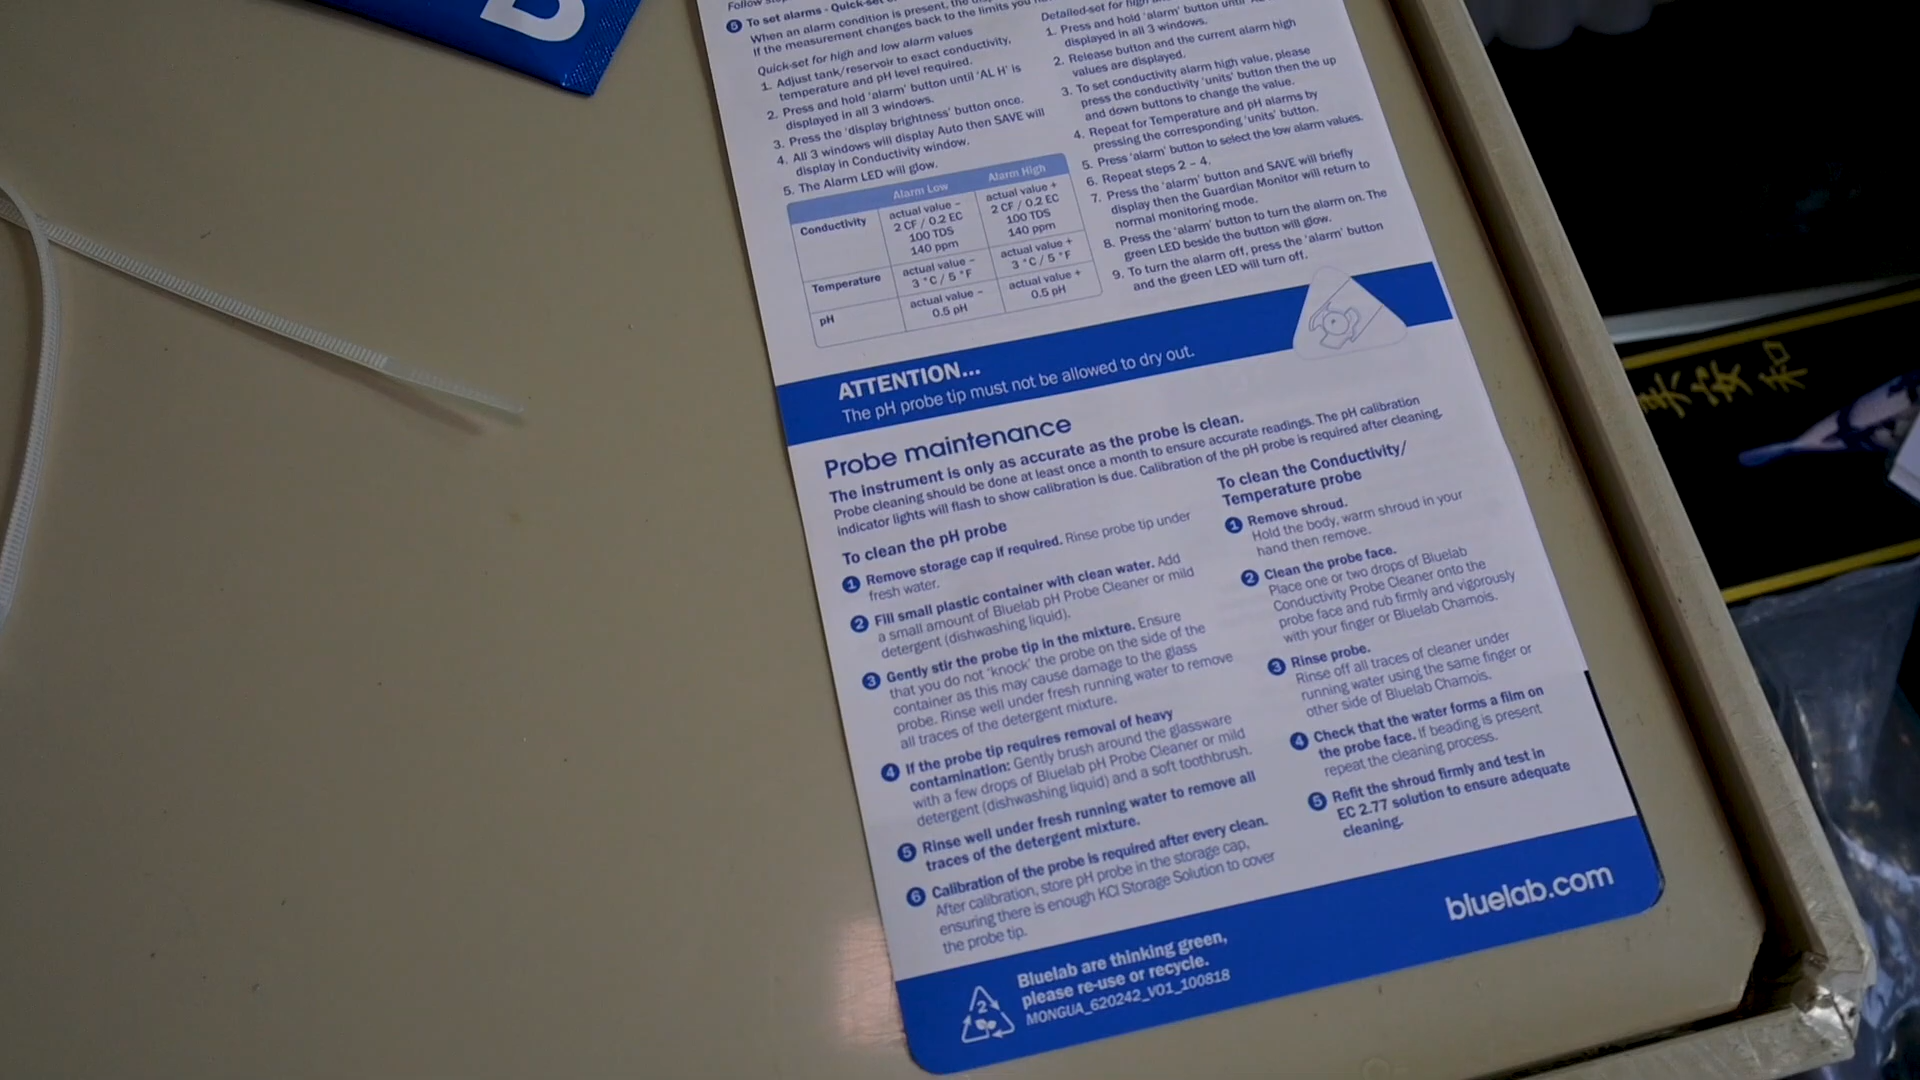 B
Follow
5 To set alarms - Quick-set
When an alarm condition is present, the
If the measurement changes back to the limits you
Quick-set for high and low alarm values
1. Adjust tank/reservoir to exact conductivity,
temperature and pH level required.
2. Press and hold 'alarm' button until 'AL H' is
displayed in all 3 windows.
3. Press the 'display brightness' button once.
4. All 3 windows will display Auto then SAVE will
display in Conductivity window.
5. The Alarm LED will glow.
Alarm Low Alarm High
Conductivity
actual value –
2 CF / 0.2 EC
100 TDS
140 ppm
actual value +
2 CF / 0.2 EC
100 TDS
140 ppm
Temperature
actual value –
3 °C / 5 °F
actual value +
3 °C / 5 °F
pH
actual value –
0.5 pH
actual value +
0.5 pH
Detailed-set for high
1. Press and hold 'alarm' button until
displayed in all 3 windows.
2. Release button and the current alarm high
values are displayed.
3. To set conductivity alarm high value, please
press the conductivity 'units' button then the up
and down buttons to change the value.
4. Repeat for Temperature and pH alarms by
pressing the corresponding 'units' button.
5. Press 'alarm' button to select the low alarm values.
6. Repeat steps 2 – 4.
7. Press the 'alarm' button and SAVE will briefly
display then the Guardian Monitor will return to
normal monitoring mode.
8. Press the 'alarm' button to turn the alarm on. The
green LED beside the button will glow.
9. To turn the alarm off, press the 'alarm' button
and the green LED will turn off.
ATTENTION...
The pH probe tip must not be allowed to dry out.
Probe maintenance
The instrument is only as accurate as the probe is clean.
Probe cleaning should be done at least once a month to ensure accurate readings. The pH calibration
indicator lights will flash to show calibration is due. Calibration of the pH probe is required after cleaning.
To clean the pH probe
1 Remove storage cap if required. Rinse probe tip under
fresh water.
2 Fill small plastic container with clean water. Add
a small amount of Bluelab pH Probe Cleaner or mild
detergent (dishwashing liquid).
3 Gently stir the probe tip in the mixture. Ensure
that you do not 'knock' the probe on the side of the
container as this may cause damage to the glass
probe. Rinse well under fresh running water to remove
all traces of the detergent mixture.
4 If the probe tip requires removal of heavy
contamination: Gently brush around the glassware
with a few drops of Bluelab pH Probe Cleaner or mild
detergent (dishwashing liquid) and a soft toothbrush.
5 Rinse well under fresh running water to remove all
traces of the detergent mixture.
6 Calibration of the probe is required after every clean.
After calibration, store pH probe in the storage cap,
ensuring there is enough KCl Storage Solution to cover
the probe tip.
To clean the Conductivity/
Temperature probe
1 Remove shroud.
Hold the body, warm shroud in your
hand then remove.
2 Clean the probe face.
Place one or two drops of Bluelab
Conductivity Probe Cleaner onto the
probe face and rub firmly and vigorously
with your finger or Bluelab Chamois.
3 Rinse probe.
Rinse off all traces of cleaner under
running water using the same finger or
other side of Bluelab Chamois.
4 Check that the water forms a film on
the probe face. If beading is present
repeat the cleaning process.
5 Refit the shroud firmly and test in
EC 2.77 solution to ensure adequate
cleaning.
2
Bluelab are thinking green,
please re-use or recycle.
MONGUA_620242_V01_100818
bluelab.com